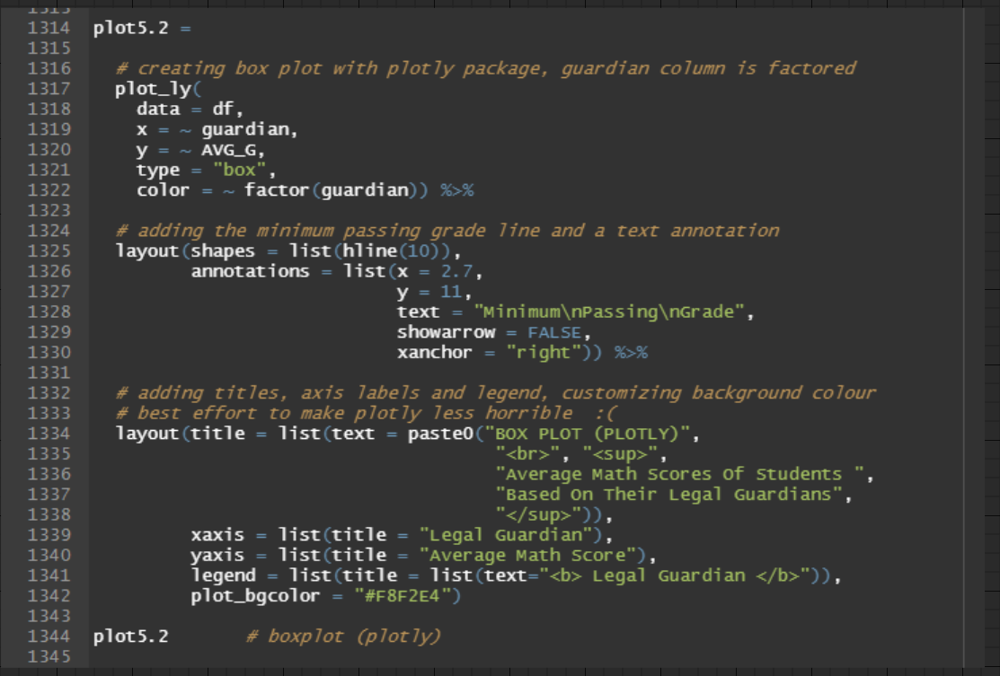 1313
1314 plot5.2 =
1315
1316 # creating box plot with plotly package, guardian column is factored
1317 plot_ly(
1318 data = df,
1319 x = ~ guardian,
1320 y = ~ AVG_G,
1321 type = "box",
1322 color = ~ factor(guardian)) %>%
1323
1324 # adding the minimum passing grade line and a text annotation
1325 layout(shapes = list(hline(10)),
1326 annotations = list(x = 2.7,
1327 y = 11,
1328 text = "Minimum\nPassing\nGrade",
1329 showarrow = FALSE,
1330 xanchor = "right")) %>%
1331
1332 # adding titles, axis labels and legend, customizing background colour
1333 # best effort to make plotly less horrible  :(
1334 layout(title = list(text = paste0("BOX PLOT (PLOTLY)",
1335 "<br>", "<sup>",
1336 "Average Math Scores Of Students ",
1337 "Based On Their Legal Guardians",
1338 "</sup>")),
1339 xaxis = list(title = "Legal Guardian"),
1340 yaxis = list(title = "Average Math Score"),
1341 legend = list(title = list(text="<b> Legal Guardian </b>")),
1342 plot_bgcolor = "#F8F2E4")
1343
1344 plot5.2 # boxplot (plotly)
1345